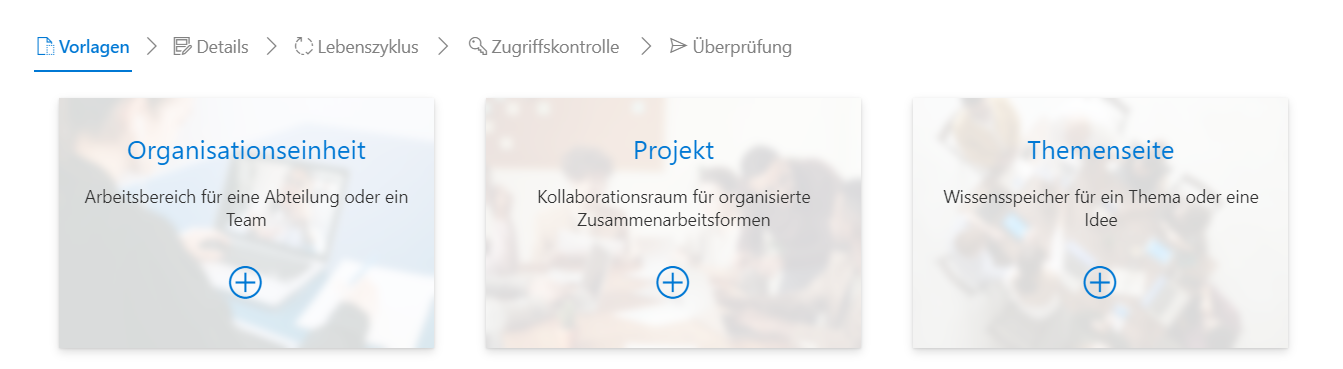 Vorlagen Details Lebenszyklus Zugriffskontrolle Überprüfung
Organisationseinheit
Arbeitsbereich für eine Abteilung oder ein
Team
Projekt
Kollaborationsraum für organisierte
Zusammenarbeitsformen
Themenseite
Wissensspeicher für ein Thema oder eine
Idee